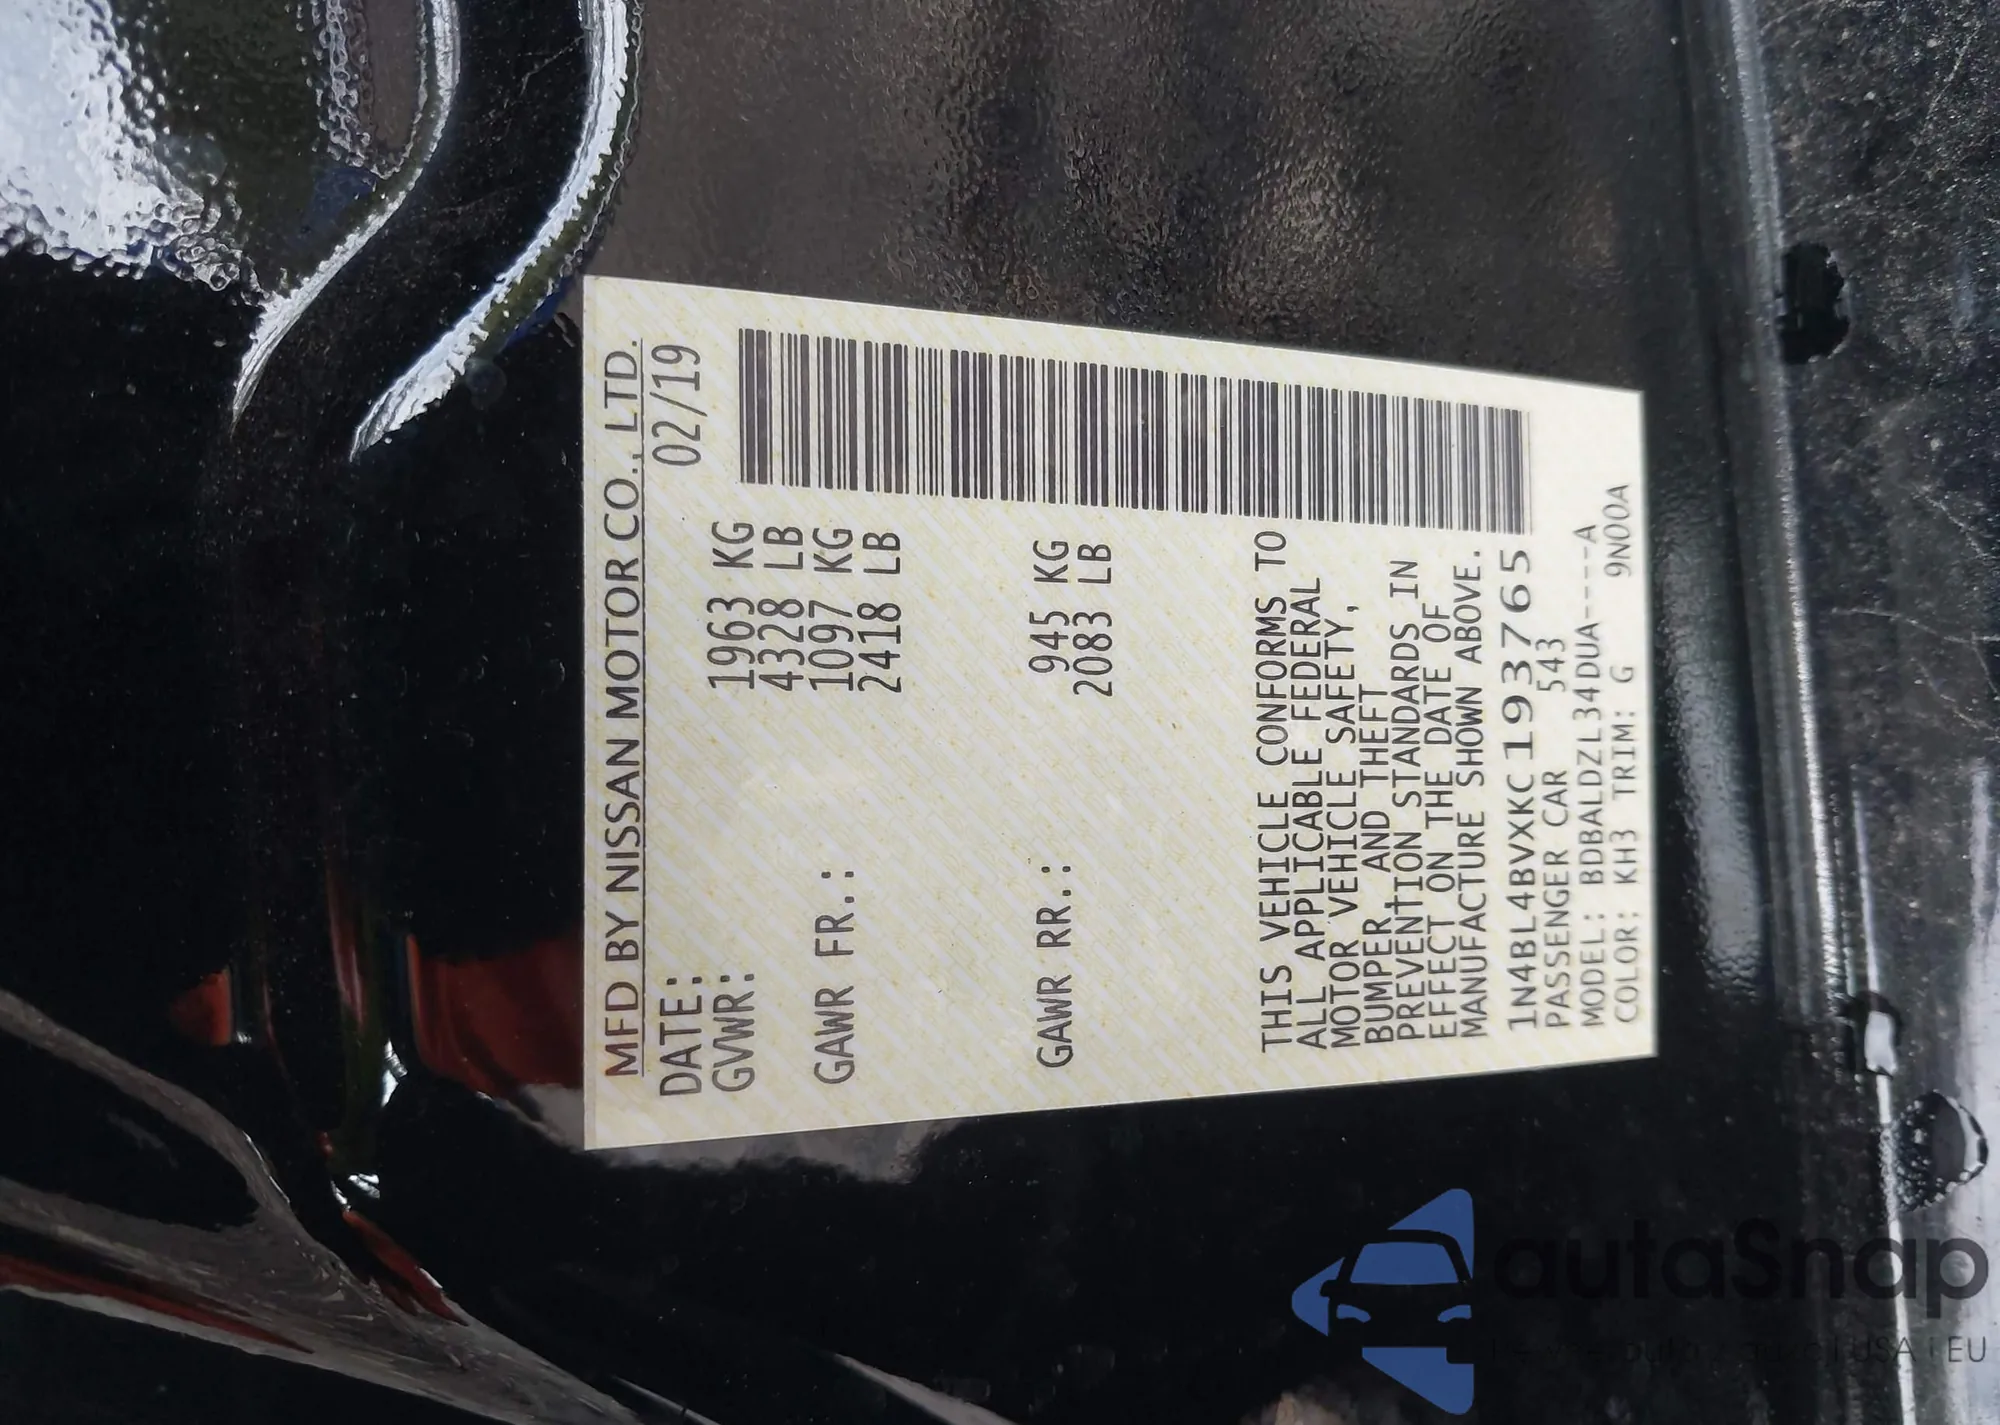 MFD BY NISSAN MOTOR CO., LTD.
DATE: 02/19
GVWR: 1963 KG
4328 LB
GAWR FR.: 1097 KG
2418 LB
GAWR RR.: 945 KG
2083 LB
THIS VEHICLE CONFORMS TO
ALL APPLICABLE FEDERAL
MOTOR VEHICLE SAFETY,
BUMPER, AND THEFT
PREVENTION STANDARDS IN
EFFECT ON THE DATE OF
MANUFACTURE SHOWN ABOVE.
1N4BL4BVXKC193765
PASSENGER CAR 543
MODEL: BDBALDZL34DUA----A
COLOR: KH3 TRIM: G 9N00A
autaSnap
USA i EU